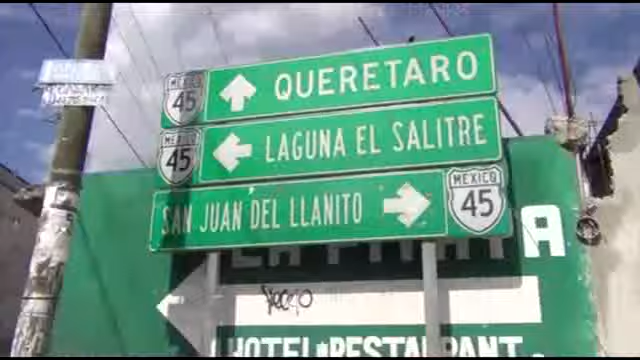 MEXICO
45
QUERETARO
MEXICO
45
LAGUNA EL SALITRE
SAN JUAN DEL LLANITO
MEXICO
45
HOTEL*RESTAURANT